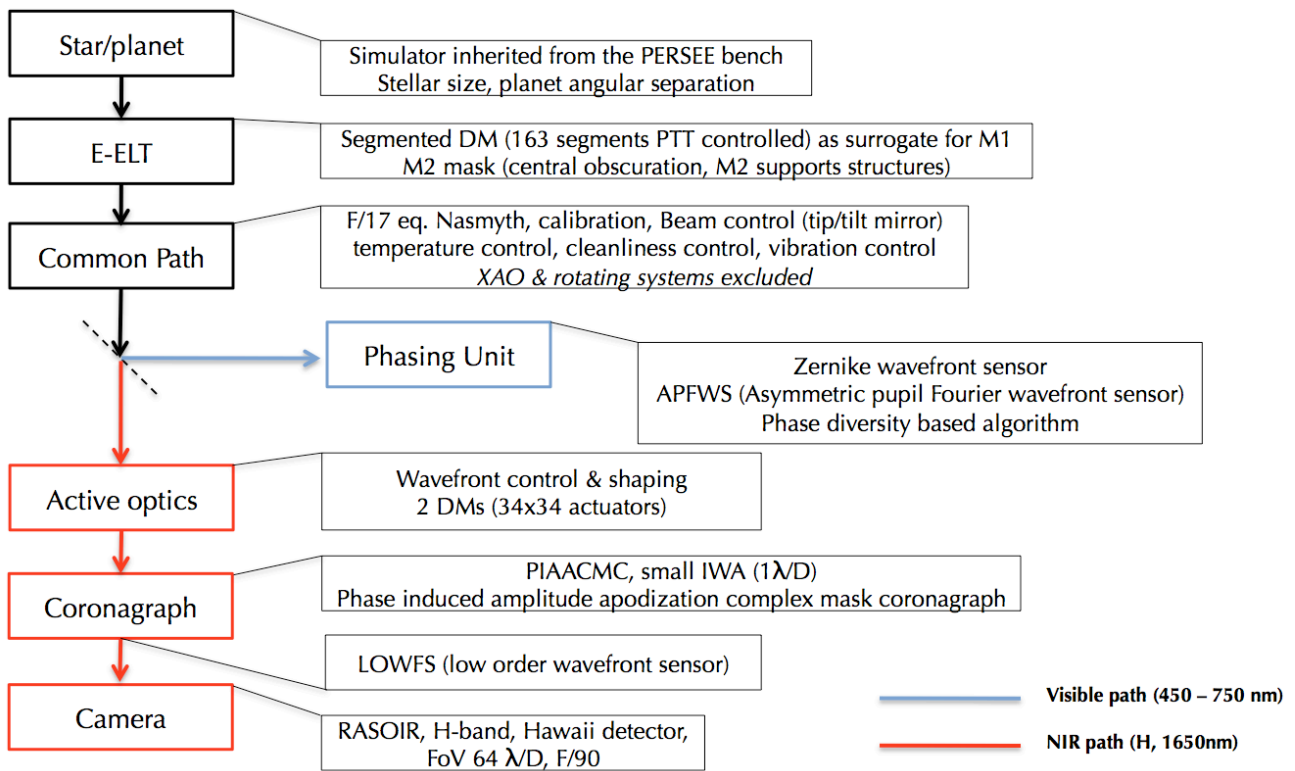 Star/planet
Simulator inherited from the PERSEE bench
Stellar size, planet angular separation
E-ELT
Segmented DM (163 segments PTT controlled) as surrogate for M1
M2 mask (central obscuration, M2 supports structures)
Common Path
F/17 eq. Nasmyth, calibration, Beam control (tip/tilt mirror)
temperature control, cleanliness control, vibration control
XAO & rotating systems excluded
Phasing Unit
Zernike wavefront sensor
APFWS (Asymmetric pupil Fourier wavefront sensor)
Phase diversity based algorithm
Active optics
Wavefront control & shaping
2 DMs (34x34 actuators)
Coronagraph
PIAACMC, small IWA (1λ/D)
Phase induced amplitude apodization complex mask coronagraph
LOWFS (low order wavefront sensor)
Camera
RASOIR, H-band, Hawaii detector,
FoV 64 λ/D, F/90
Visible path (450 – 750 nm)
NIR path (H, 1650nm)